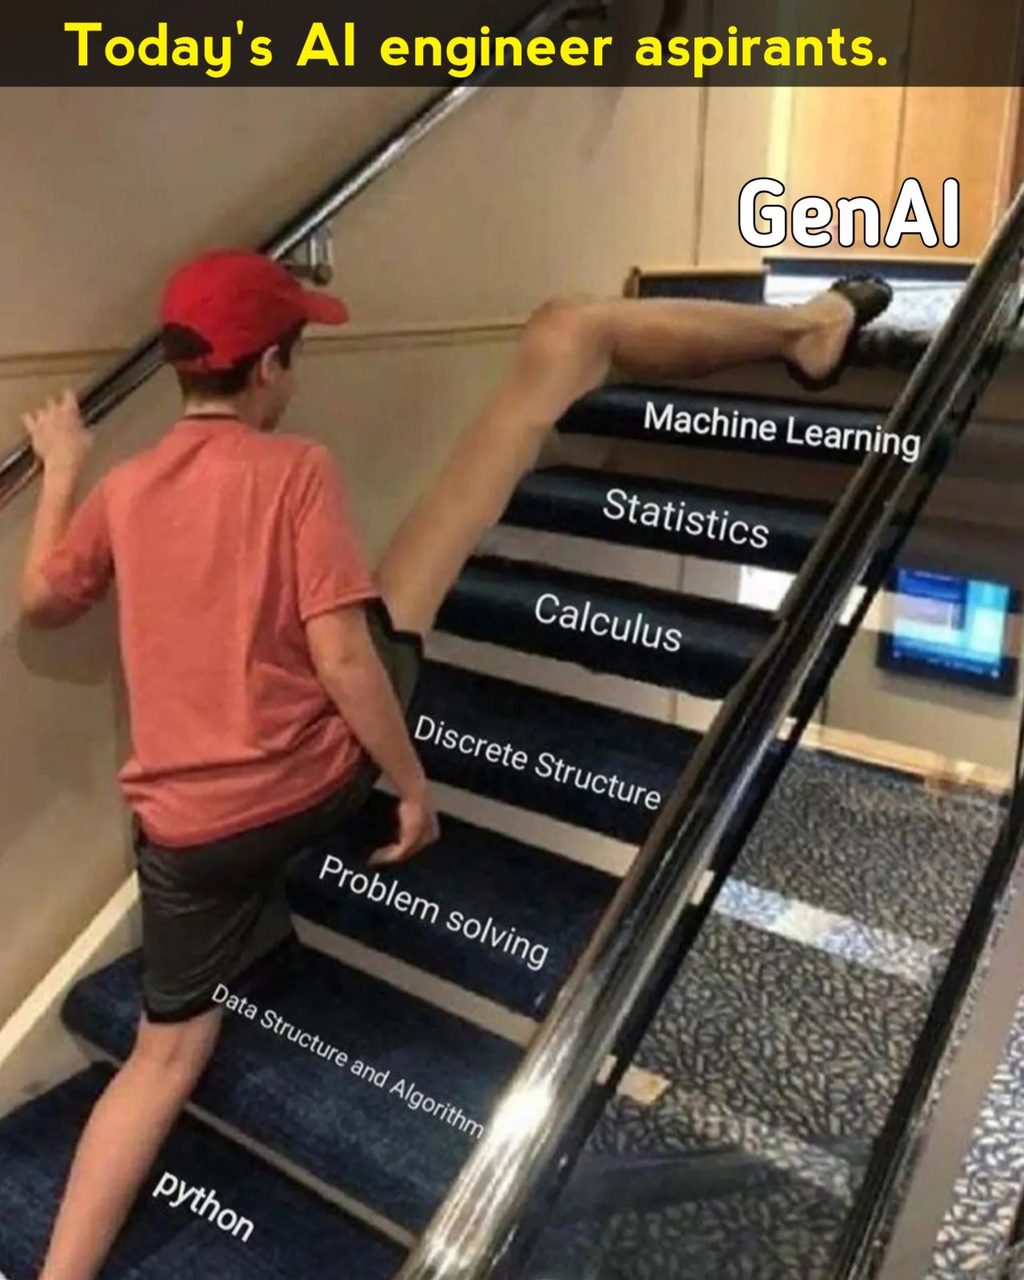 Today's AI engineer aspirants.
GenAI
Machine Learning
Statistics
Calculus
Discrete Structure
Problem solving
Data Structure and Algorithm
python